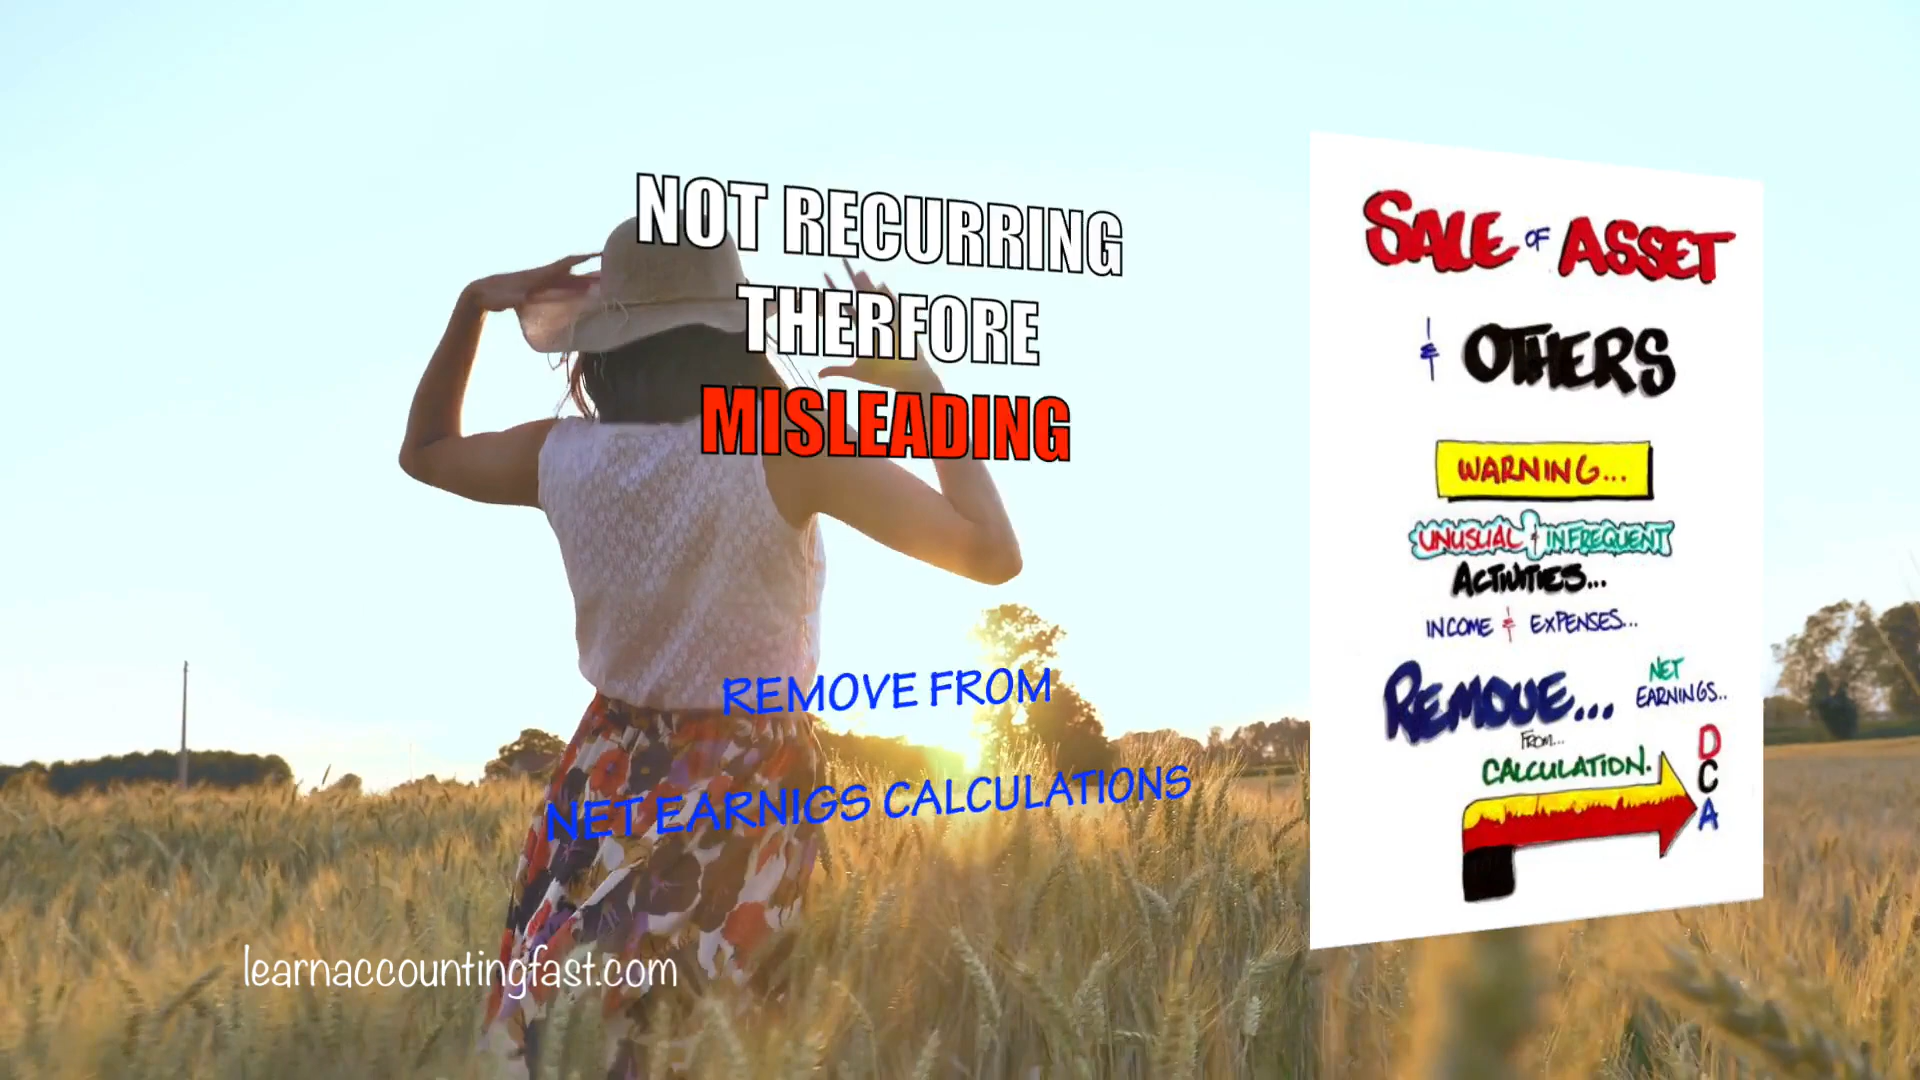 NOT RECURRING
THERFORE
MISLEADING
REMOVE FROM
NET EARNIGS CALCULATIONS
learnaccountingfast.com
SALE OF ASSET
& OTHERS
WARNING...
UNUSUAL & INFREQUENT
ACTIVITIES...
INCOME & EXPENSES...
REMOVE... NET
EARNINGS..
FROM...
CALCULATION.
D
C
A